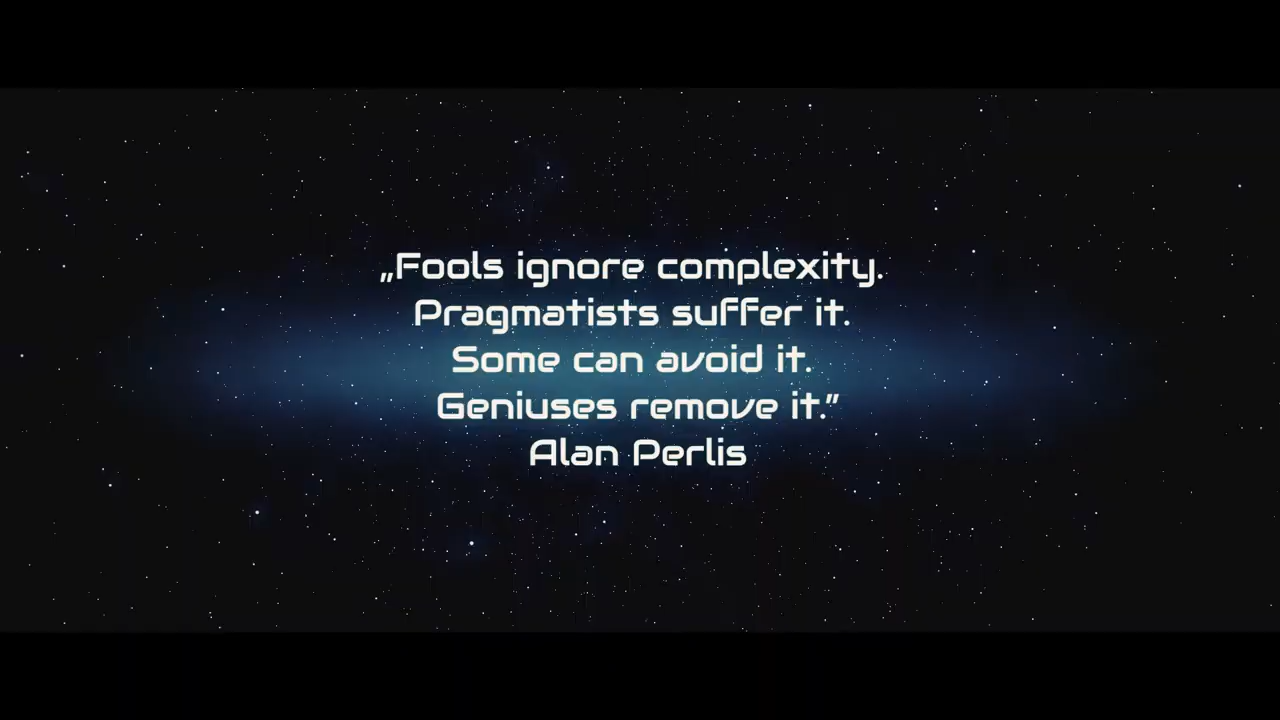 „Fools ignore complexity.
Pragmatists suffer it.
Some can avoid it.
Geniuses remove it.”
Alan Perlis